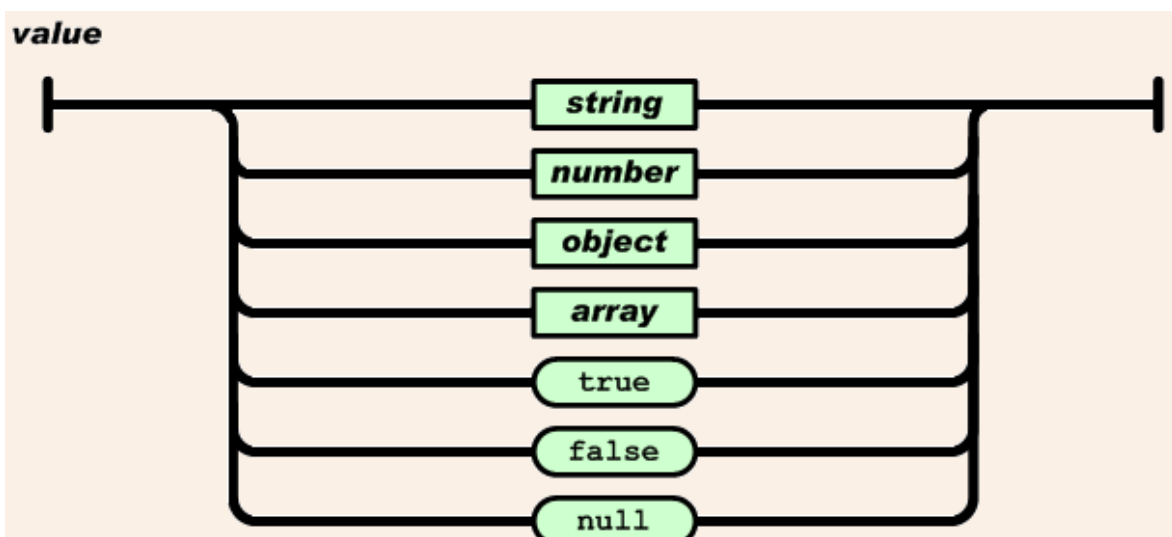 value
string
number
object
array
true
false
null